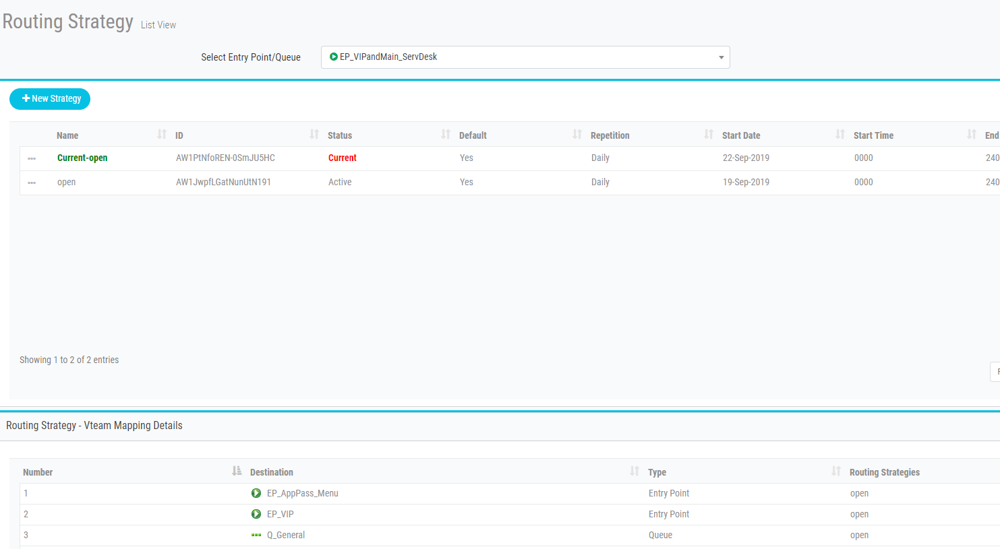 Routing Strategy List View
Select Entry Point/Queue EP_VIPandMain_ServDesk
New Strategy
Name ID Status Default Repetition Start Date Start Time End
Current-open AW1PtNfoREN-0SmJU5HC Current Yes Daily 22-Sep-2019 0000 240
open AW1JwpfLGatNunUtN191 Active Yes Daily 19-Sep-2019 0000 240
Showing 1 to 2 of 2 entries
Routing Strategy - Vteam Mapping Details
Number Destination Type Routing Strategies
1 EP_AppPass_Menu Entry Point open
2 EP_VIP Entry Point open
3 Q_General Queue open